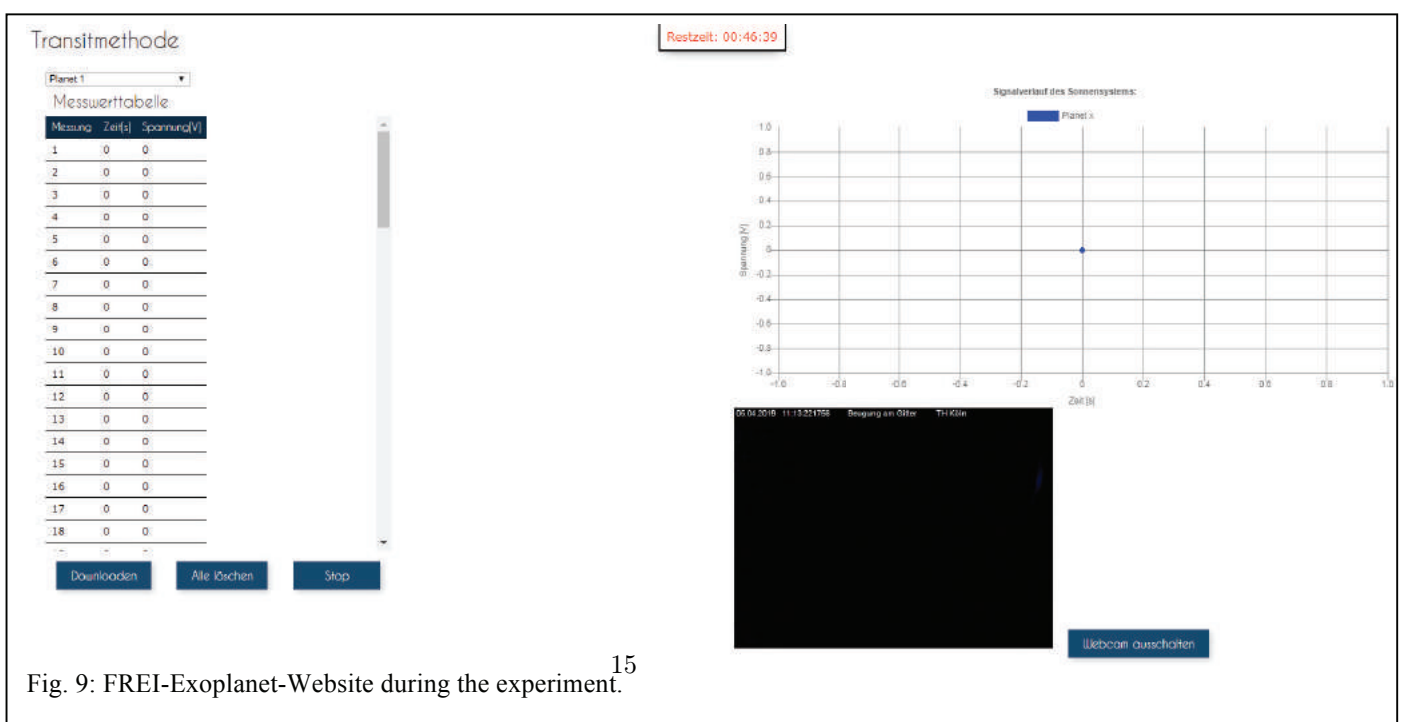 Transitmethode
Restzeit: 00:46:39
Planet 1
Messwerttabelle
Messung Zeit[s] Spannung[V]
1 0 0
2 0 0
3 0 0
4 0 0
5 0 0
6 0 0
7 0 0
8 0 0
9 0 0
10 0 0
11 0 0
12 0 0
13 0 0
14 0 0
15 0 0
16 0 0
17 0 0
18 0 0
Downloaden Alle löschen Stop
Signalverlauf des Sonnensystems:
Planet x
1.0
0.8
0.6
0.4
0.2
0
-0.2
-0.4
-0.6
-0.8
-1.0
Spannung [V]
-1.0 -0.8 -0.6 -0.4 -0.2 0 0.2 0.4 0.6 0.8 1.0
Zeit [s]
05.04.2019 11:13:221756 Beugung am Gitter TH Köln
Webcam ausschalten
15
Fig. 9: FREI-Exoplanet-Website during the experiment.